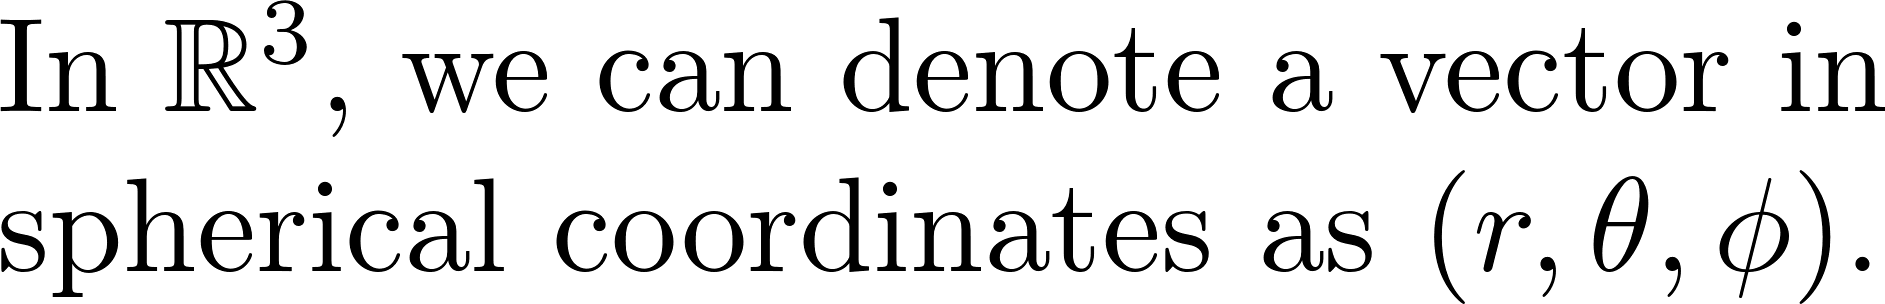 In ℝ³, we can denote a vector in
spherical coordinates as (r, θ, ϕ).